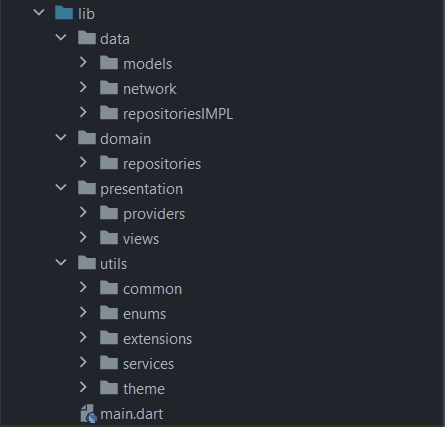 lib
data
models
network
repositoriesIMPL
domain
repositories
presentation
providers
views
utils
common
enums
extensions
services
theme
main.dart